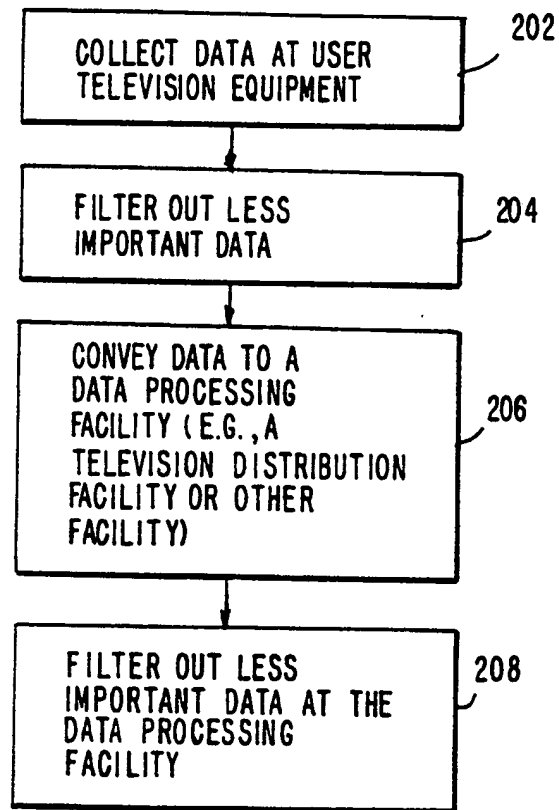 COLLECT DATA AT USER
TELEVISION EQUIPMENT
202
FILTER OUT LESS
IMPORTANT DATA
204
CONVEY DATA TO A
DATA PROCESSING
FACILITY (E.G., A
TELEVISION DISTRIBUTION
FACILITY OR OTHER
FACILITY)
206
FILTER OUT LESS
IMPORTANT DATA AT THE
DATA PROCESSING
FACILITY
208